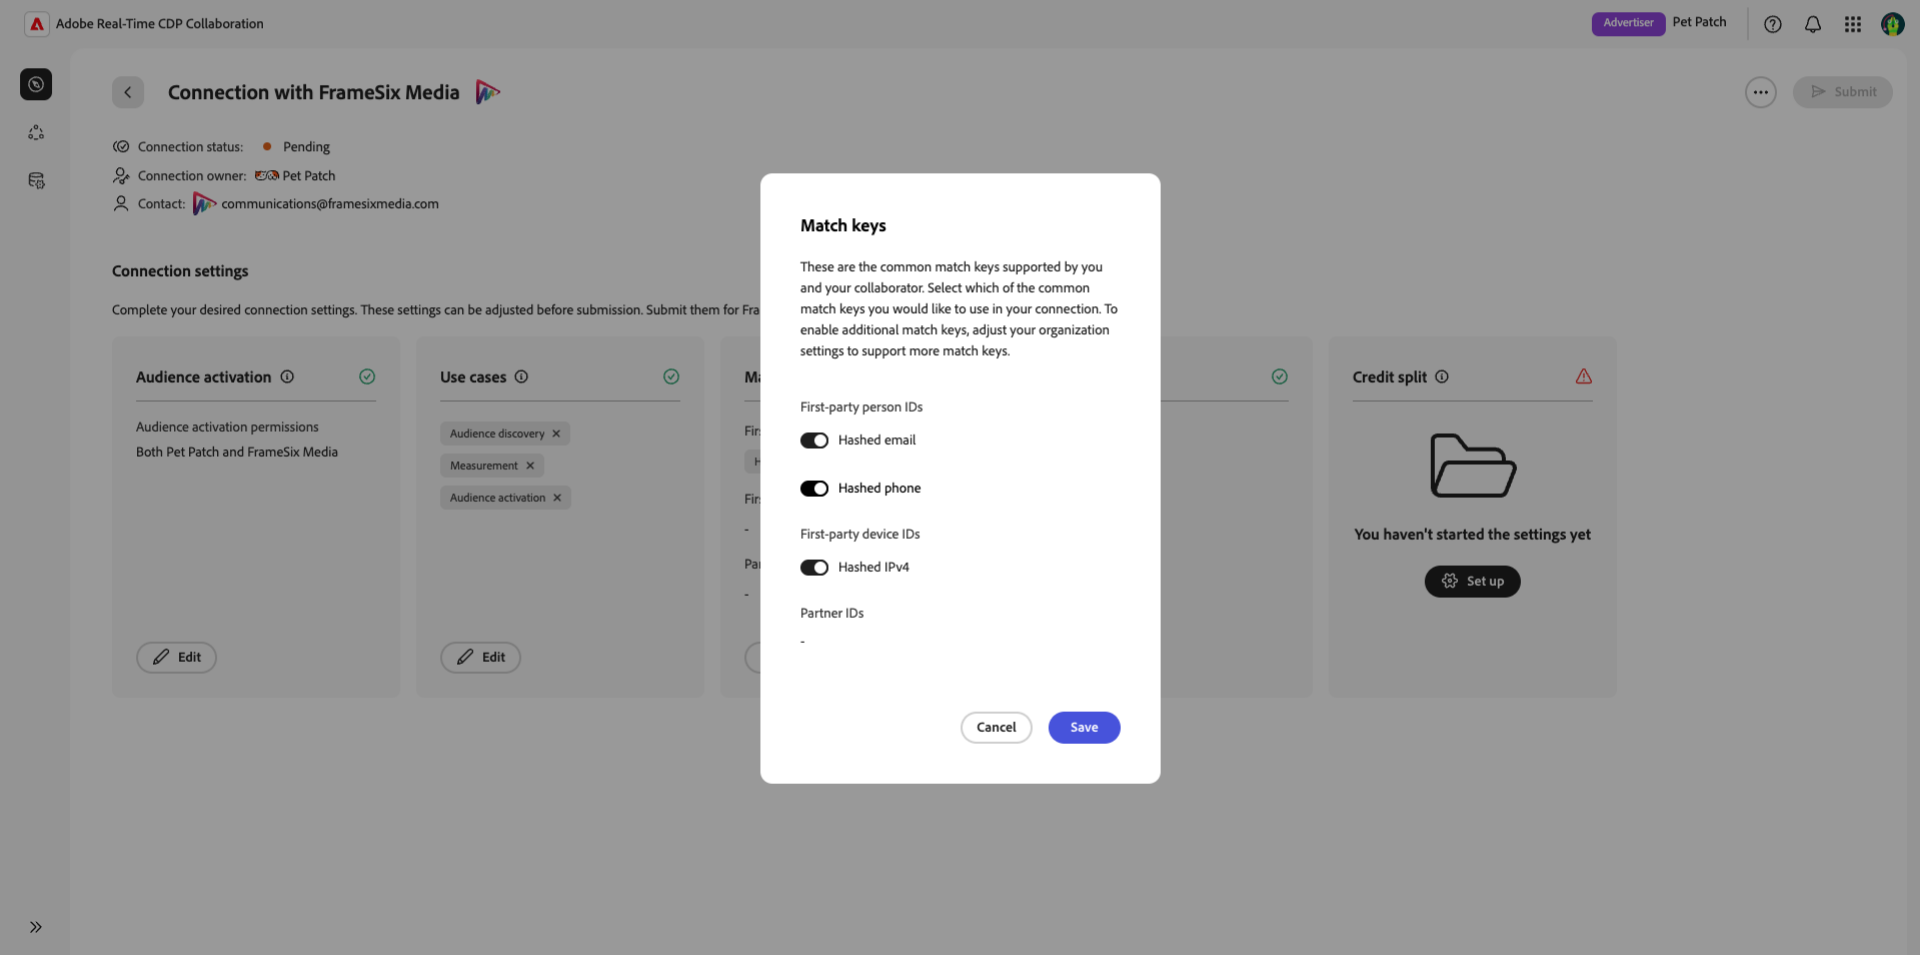 Adobe Real-Time CDP Collaboration
Advertiser
Pet Patch
Connection with FrameSix Media
Submit
Connection status:
Pending
Connection owner:
Pet Patch
Contact:
communications@framesixmedia.com
Connection settings
Complete your desired connection settings. These settings can be adjusted before submission. Submit them for
Audience activation
Audience activation permissions
Both Pet Patch and FrameSix Media
Edit
Use cases
Audience discovery
Measurement
Audience activation
Edit
-
-
Match keys
These are the common match keys supported by you
and your collaborator. Select which of the common
match keys you would like to use in your connection. To
enable additional match keys, adjust your organization
settings to support more match keys.
First-party person IDs
Hashed email
Hashed phone
First-party device IDs
Hashed IPv4
Partner IDs
-
Cancel
Save
Credit split
You haven't started the settings yet
Set up